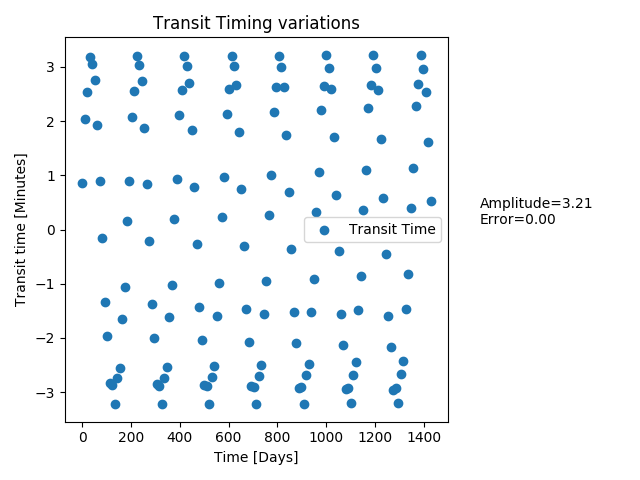 Transit Timing variations
Transit time [Minutes]
3
2
1
0
−1
−2
−3
Transit Time
Amplitude=3.21
Error=0.00
0 200 400 600 800 1000 1200 1400
Time [Days]